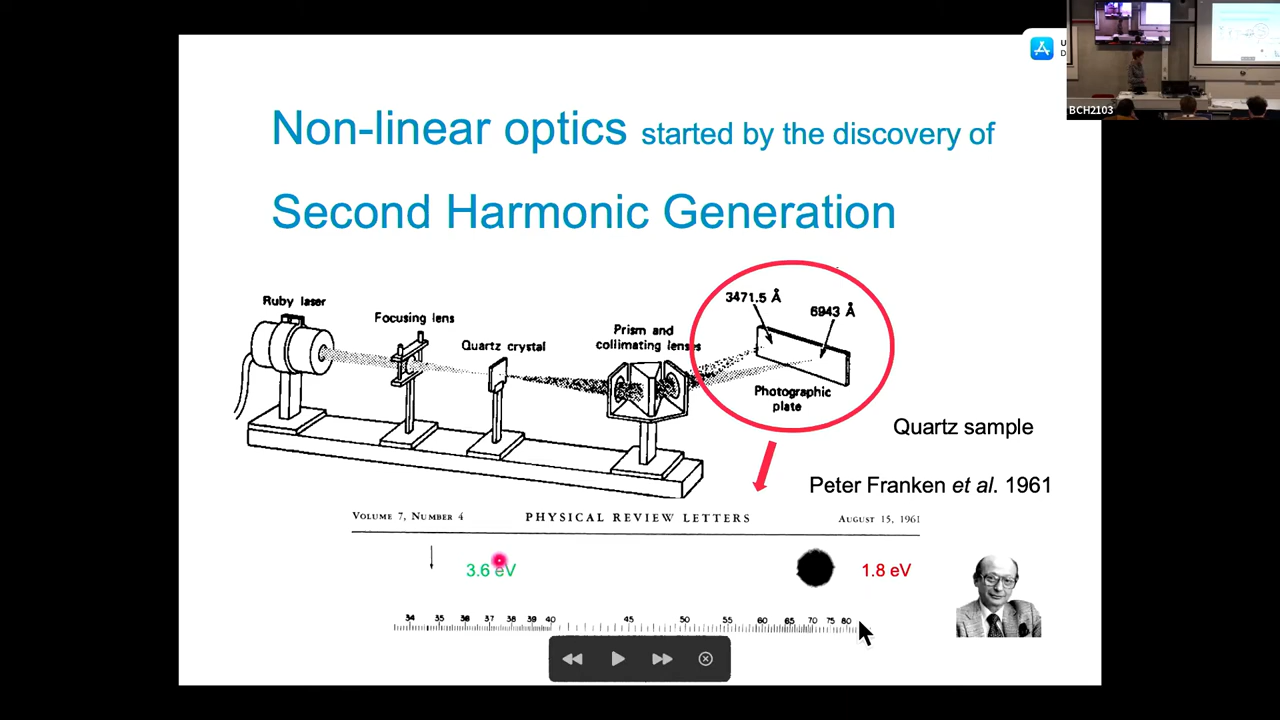 Non-linear optics started by the discovery of
Second Harmonic Generation
Ruby laser
Focusing lens
Quartz crystal
Prism and
collimating lenses
3471.5 Å
6943 Å
Photographic
plate
Quartz sample
Peter Franken et al. 1961
VOLUME 7, NUMBER 4
PHYSICAL REVIEW LETTERS
AUGUST 15, 1961
3.6 eV
1.8 eV
34 35 36 37 38 39 40 45 50 55 60 65 70 75 80
BCH2103